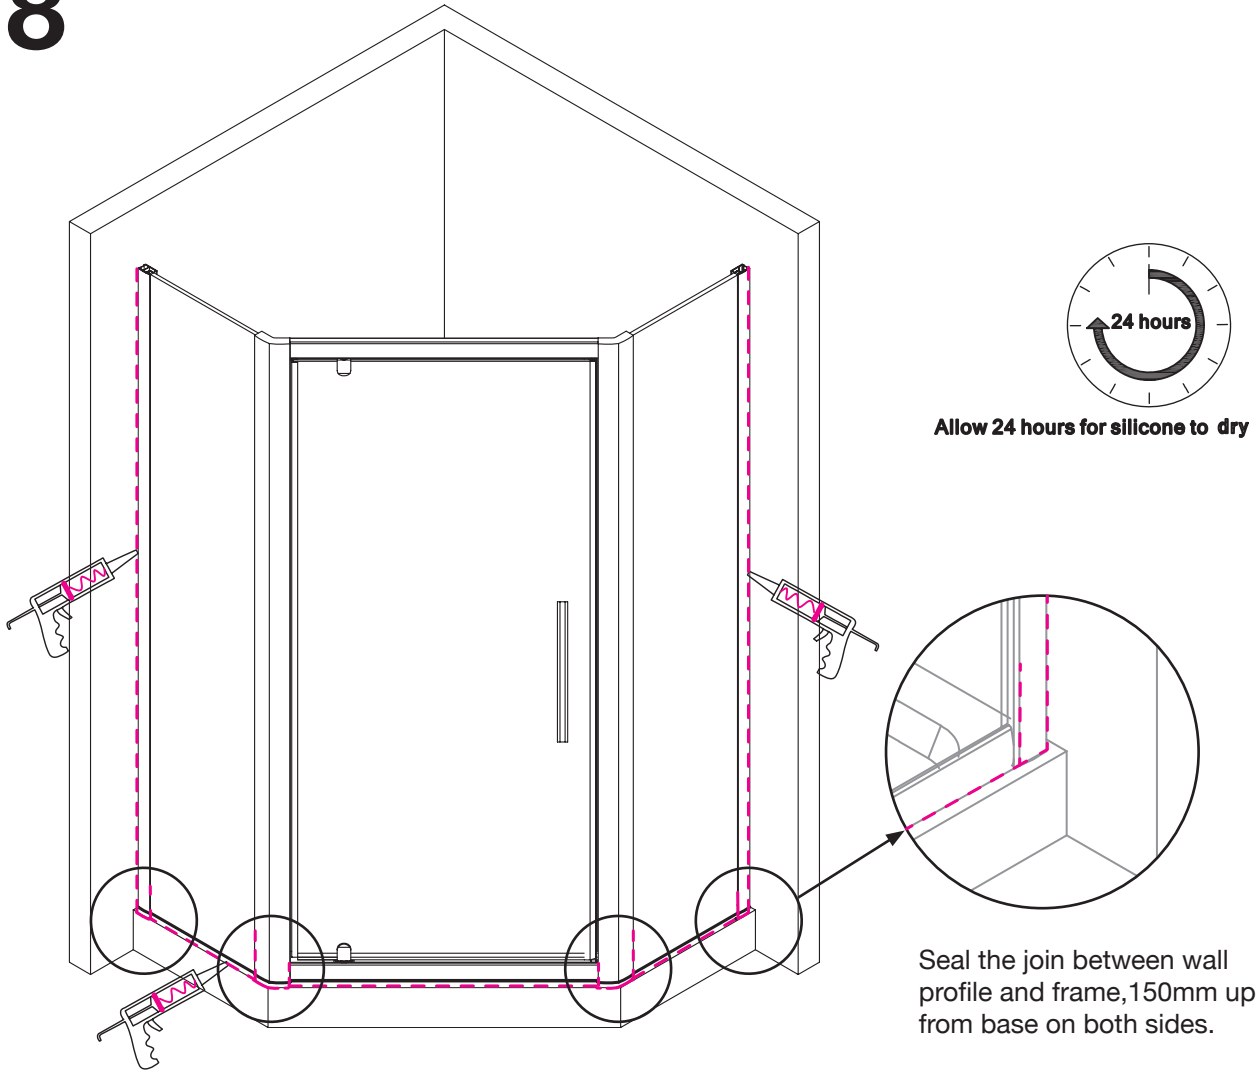 8
24 hours
Allow 24 hours for silicone to dry
Seal the join between wall
profile and frame,150mm up
from base on both sides.